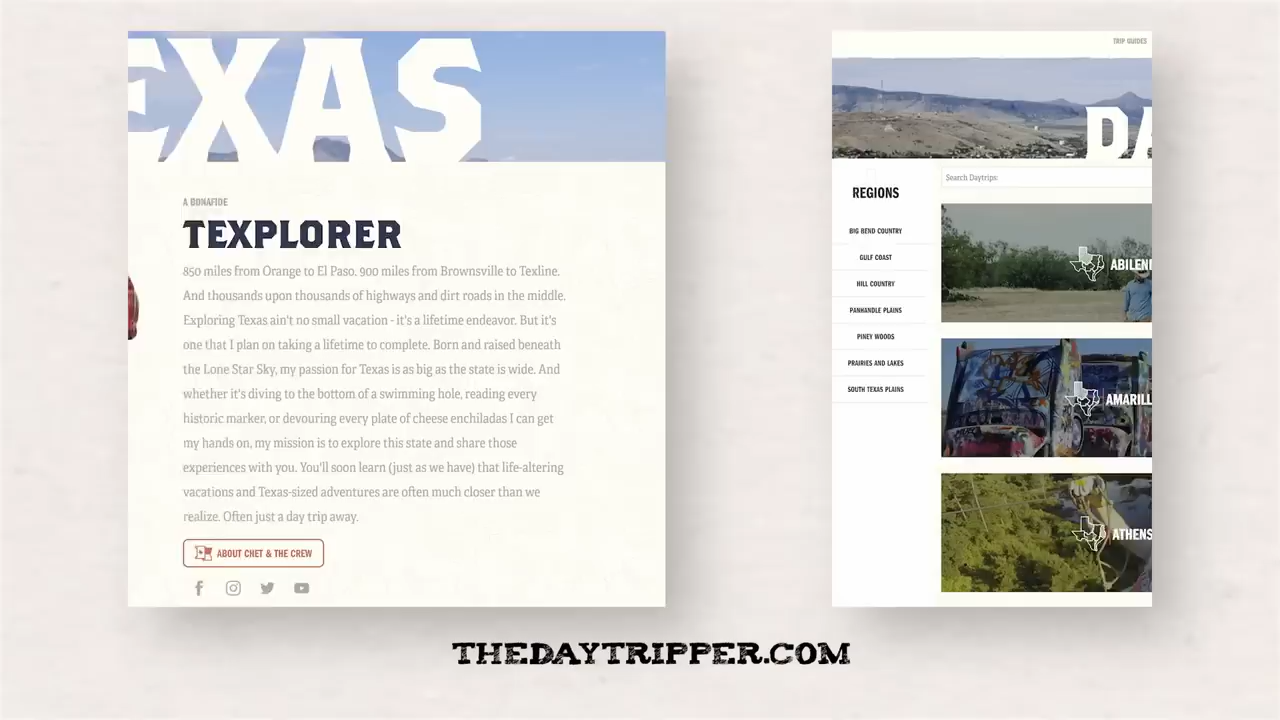 EXAS
A BONAFIDE
TEXPLORER
850 miles from Orange to El Paso. 900 miles from Brownsville to Texline.
And thousands upon thousands of highways and dirt roads in the middle.
Exploring Texas ain't no small vacation - it's a lifetime endeavor. But it's
one that I plan on taking a lifetime to complete. Born and raised beneath
the Lone Star Sky, my passion for Texas is as big as the state is wide. And
whether it's diving to the bottom of a swimming hole, reading every
historic marker, or devouring every plate of cheese enchiladas I can get
my hands on, my mission is to explore this state and share those
experiences with you. You'll soon learn (just as we have) that life-altering
vacations and Texas-sized adventures are often much closer than we
realize. Often just a day trip away.
ABOUT CHET & THE CREW
TRIP GUIDES
DA
Search Daytrips:
REGIONS
BIG BEND COUNTRY
GULF COAST
HILL COUNTRY
PANHANDLE PLAINS
PINEY WOODS
PRAIRIES AND LAKES
SOUTH TEXAS PLAINS
ABILEN
AMARILL
ATHENS
THEDAYTRIPPER.COM